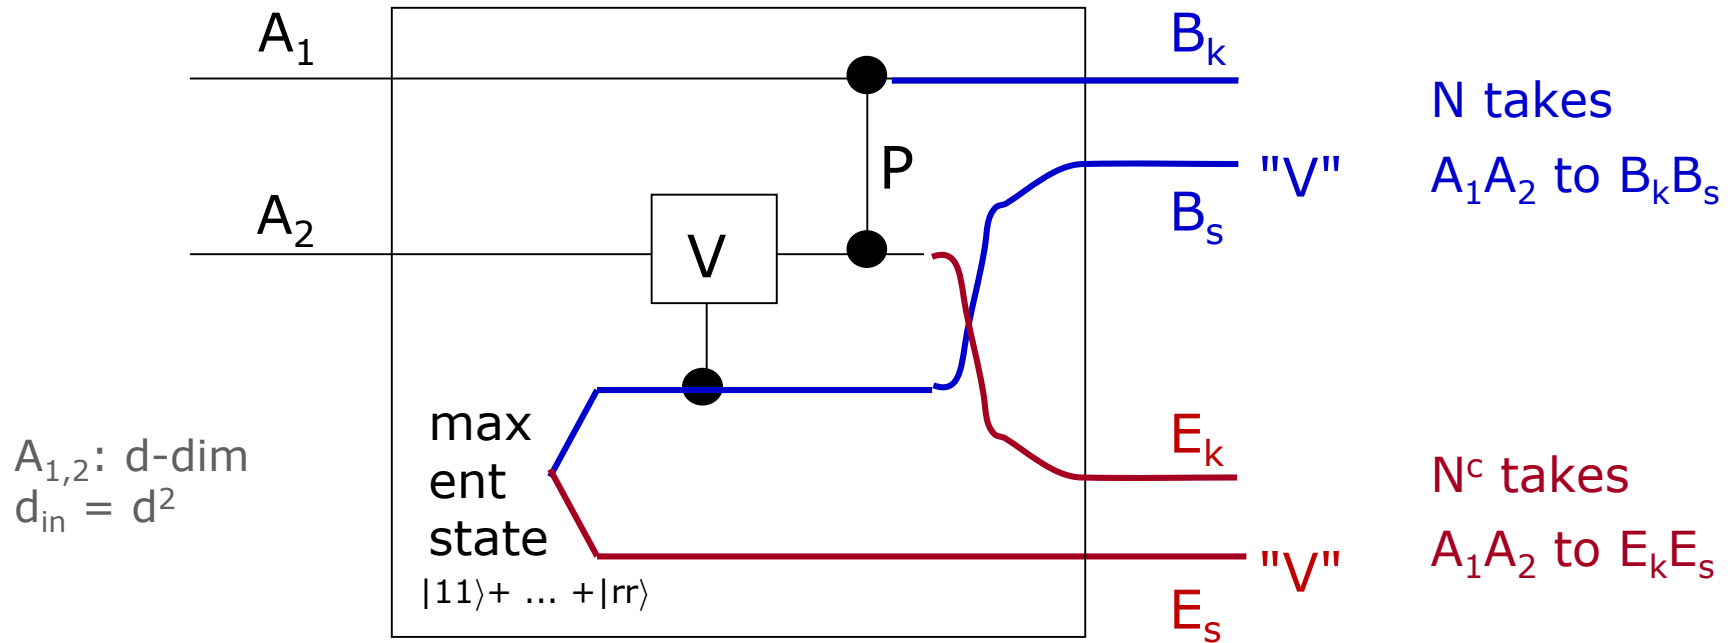 A₁
A₂
V
P
max
ent
state
|11⟩+ ... +|rr⟩
A₁,₂: d-dim
dᵢₙ = d²
Bₖ
"V"
Bₛ
Eₖ
"V"
Eₛ
N takes
A₁A₂ to BₖBₛ
Nᶜ takes
A₁A₂ to EₖEₛ